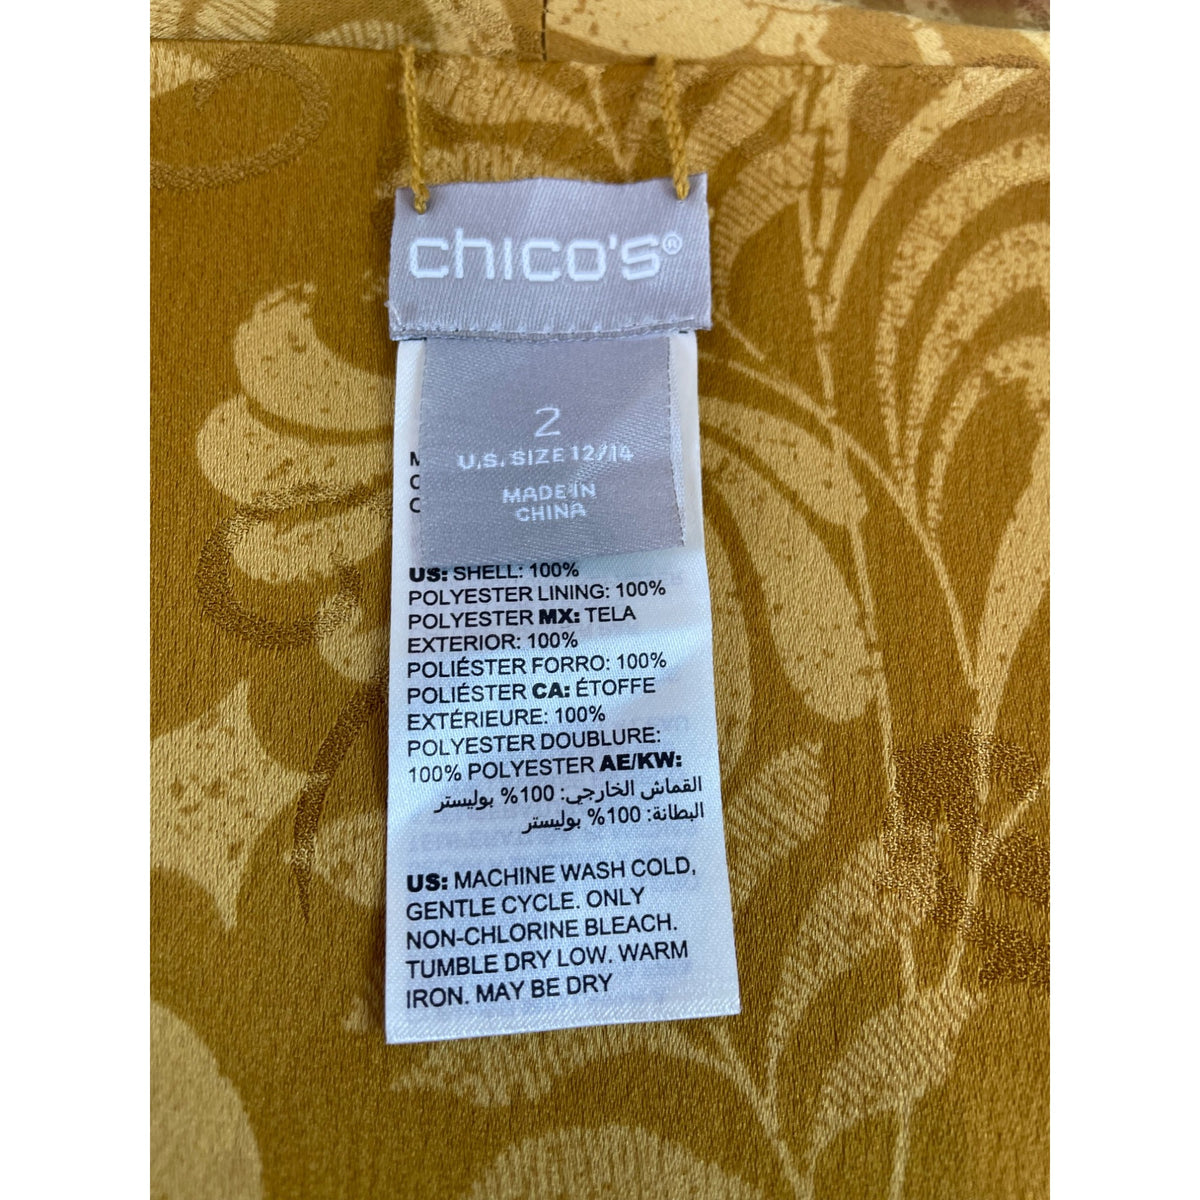 chico's®
2
U.S. SIZE 12/14
MADE IN
CHINA
US: SHELL: 100%
POLYESTER LINING: 100%
POLYESTER MX: TELA
EXTERIOR: 100%
POLIÉSTER FORRO: 100%
POLIÉSTER CA: ÉTOFFE
EXTÉRIEURE: 100%
POLYESTER DOUBLURE:
100% POLYESTER AE/KW:
القماش الخارجي: 100% بوليستر
البطانة: 100% بوليستر
US: MACHINE WASH COLD,
GENTLE CYCLE. ONLY
NON-CHLORINE BLEACH.
TUMBLE DRY LOW. WARM
IRON. MAY BE DRY